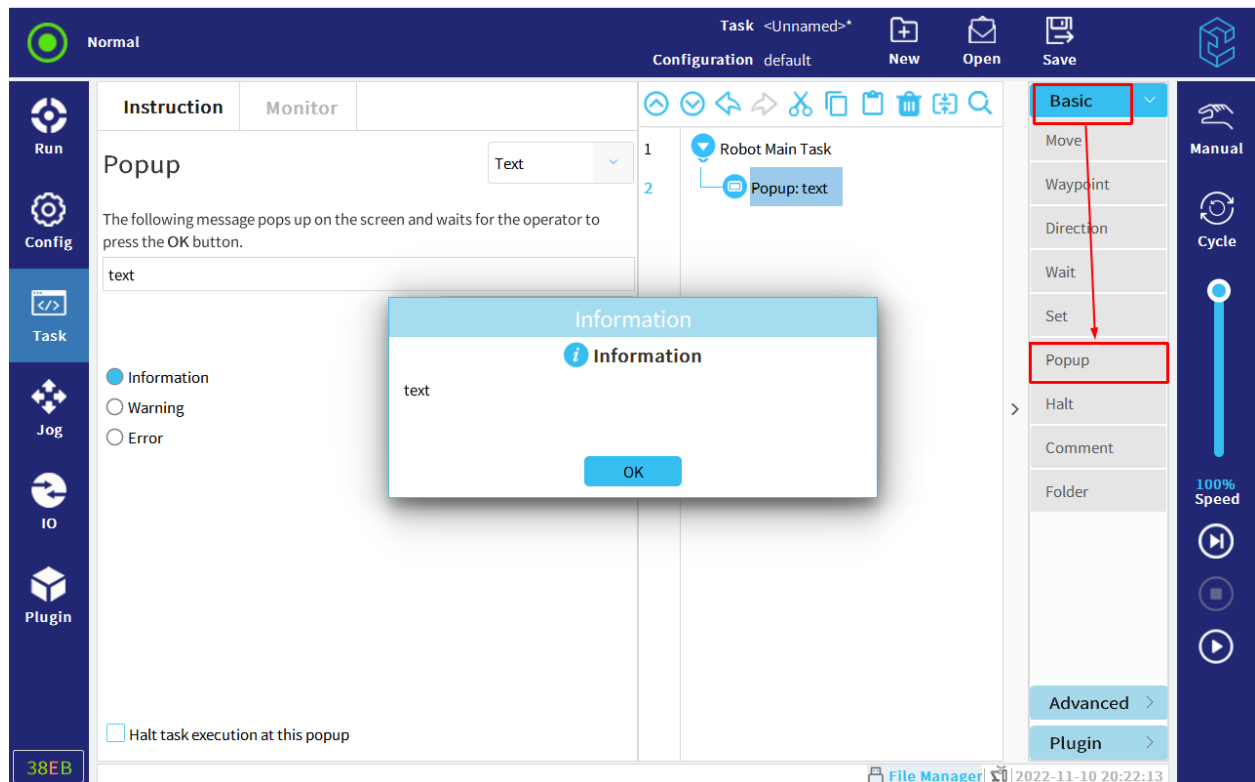 Normal
Task <Unnamed>*
Configuration default
New
Open
Save
Run
Config
Task
Jog
IO
Plugin
38EB
Instruction
Monitor
Popup
Text
The following message pops up on the screen and waits for the operator to
press the OK button.
text
Information
Warning
Error
Halt task execution at this popup
Information
Information
text
OK
1
Robot Main Task
2
Popup: text
Basic
Move
Waypoint
Direction
Wait
Set
Popup
Halt
Comment
Folder
Advanced
Plugin
Manual
Cycle
100%
Speed
File Manager
2022-11-10 20:22:13